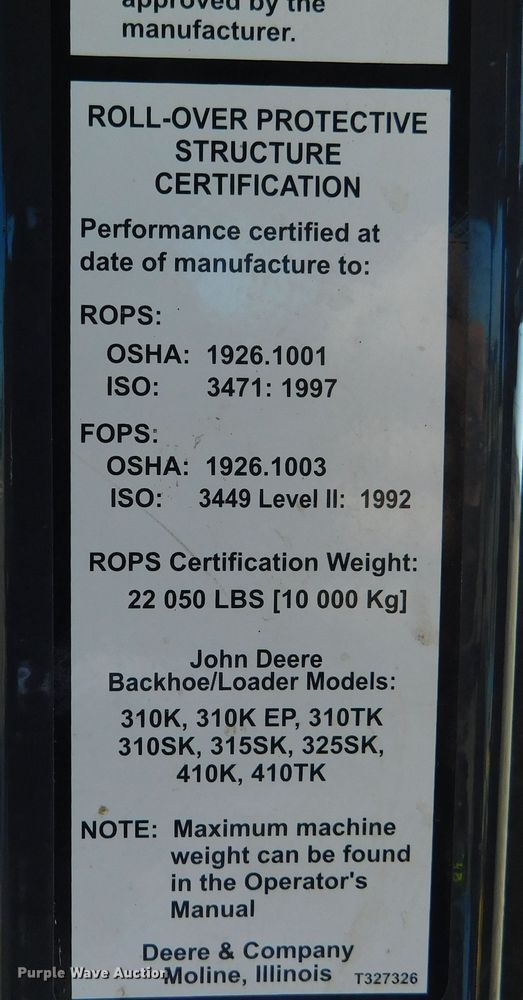 approved by the
manufacturer.
ROLL-OVER PROTECTIVE
STRUCTURE
CERTIFICATION
Performance certified at
date of manufacture to:
ROPS:
OSHA: 1926.1001
ISO: 3471: 1997
FOPS:
OSHA: 1926.1003
ISO: 3449 Level II: 1992
ROPS Certification Weight:
22 050 LBS [10 000 Kg]
John Deere
Backhoe/Loader Models:
310K, 310K EP, 310TK
310SK, 315SK, 325SK,
410K, 410TK
NOTE: Maximum machine
weight can be found
in the Operator's
Manual
Deere & Company
Moline, Illinois T327326
Purple Wave Auction